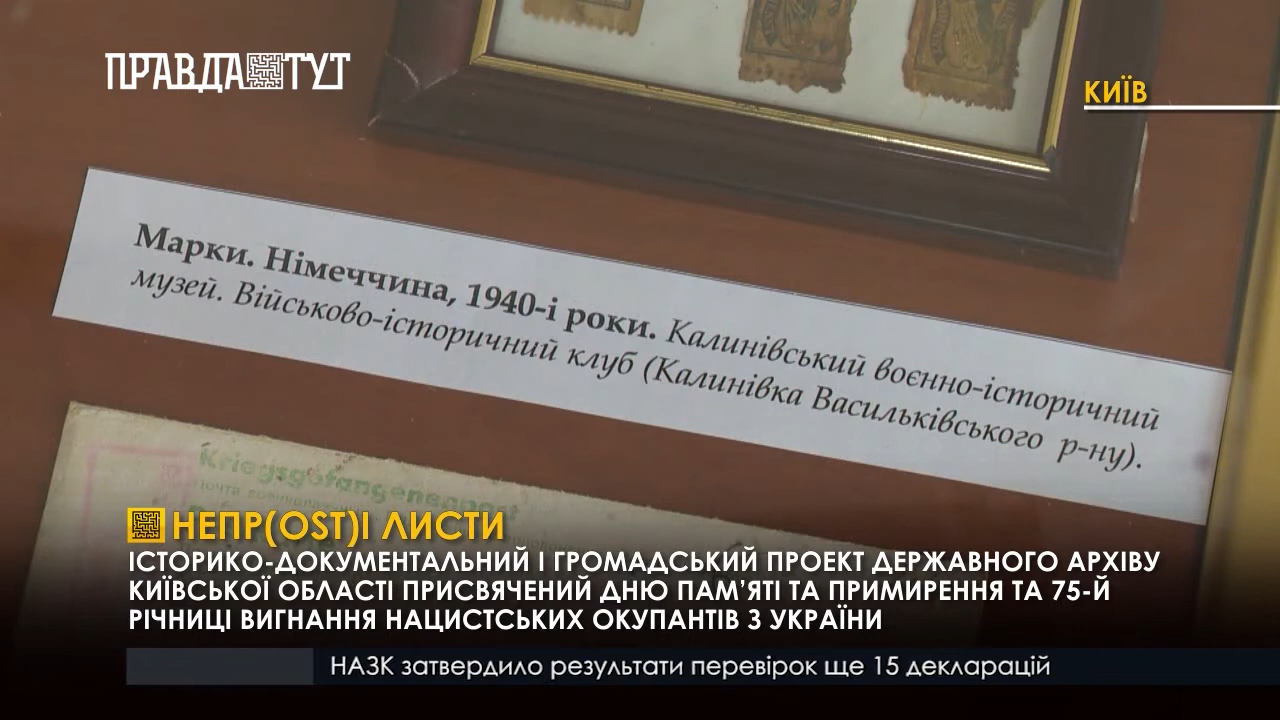 ПРАВДА ТУТ
КИЇВ
Марки. Німеччина, 1940-і роки. Калинівський воєнно-історичний
музей. Військово-історичний клуб (Калинівка Васильківського р-ну).
Kriegsgefangenenpost
НЕПР(OST)І ЛИСТИ
ІСТОРИКО-ДОКУМЕНТАЛЬНИЙ І ГРОМАДСЬКИЙ ПРОЕКТ ДЕРЖАВНОГО АРХІВУ
КИЇВСЬКОЇ ОБЛАСТІ ПРИСВЯЧЕНИЙ ДНЮ ПАМ’ЯТІ ТА ПРИМИРЕННЯ ТА 75-Й
РІЧНИЦІ ВИГНАННЯ НАЦИСТСЬКИХ ОКУПАНТІВ З УКРАЇНИ
НАЗК затвердило результати перевірок ще 15 декларацій